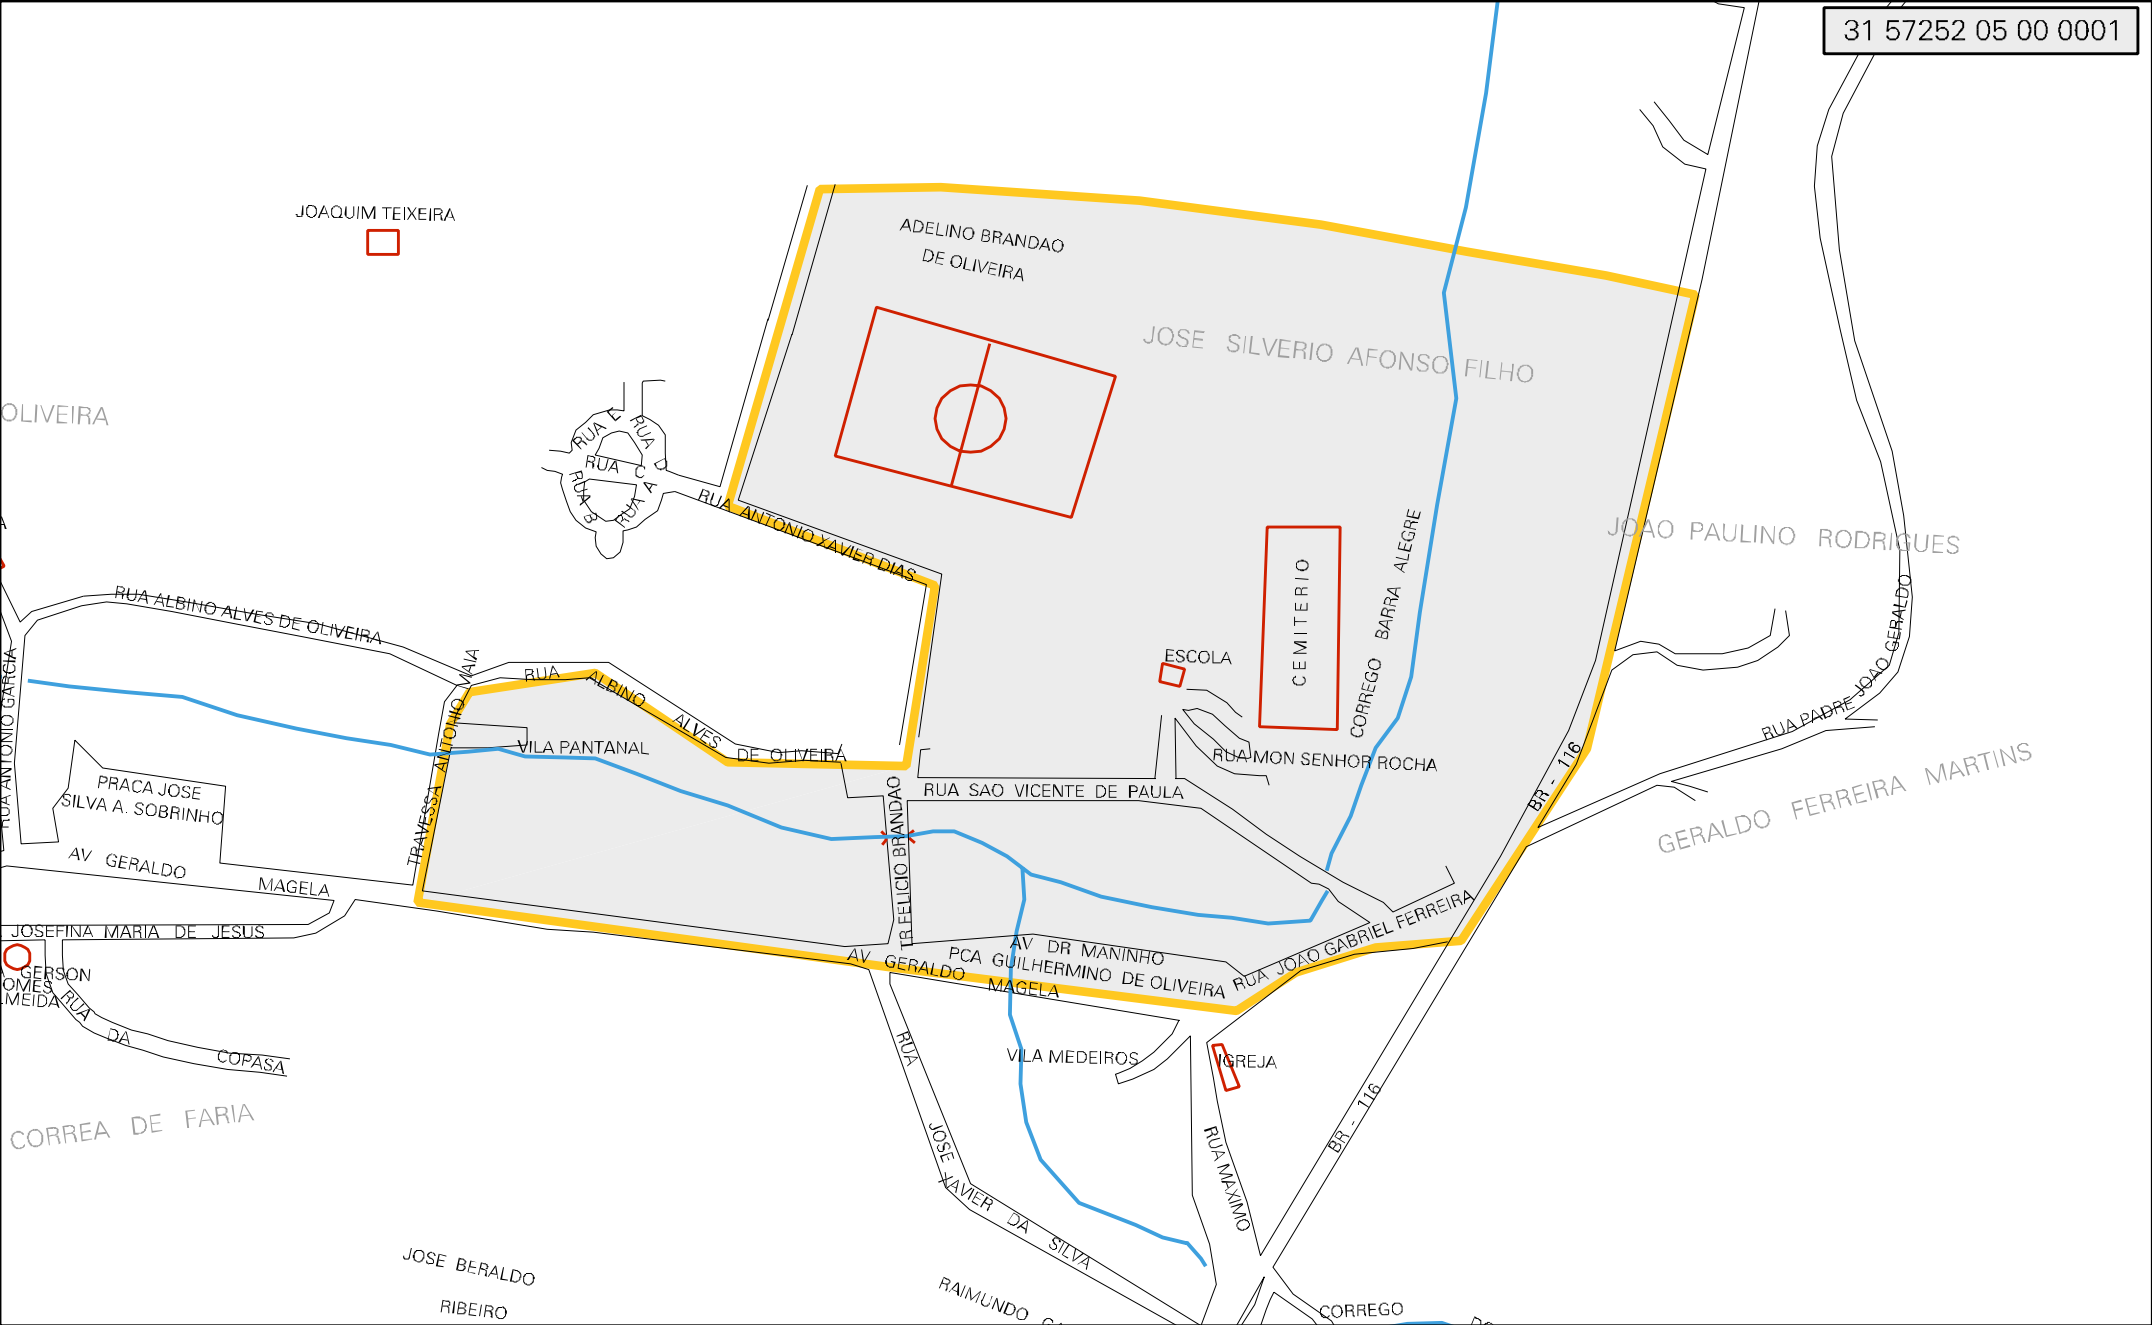 31 57252 05 00 0001
JOAQUIM TEIXEIRA
ADELINO BRANDAO
DE OLIVEIRA
JOSE SILVERIO AFONSO FILHO
OLIVEIRA
RUA E
RUA D
RUA C
RUA B
RUA A
RUA ANTONIO XAVIER DIAS
CORREGO BARRA ALEGRE
JOAO PAULINO RODRIGUES
CEMITERIO
ESCOLA
RUA ALBINO ALVES DE OLIVEIRA
RUA ANTONIO GARCIA
TRAVESSA ANTONIO MAIA
RUA ALBINO ALVES DE OLIVEIRA
VILA PANTANAL
RUA MON SENHOR ROCHA
RUA SAO VICENTE DE PAULA
BR - 116
RUA PADRE JOAO GERALDO
GERALDO FERREIRA MARTINS
PRACA JOSE
SILVA A. SOBRINHO
AV GERALDO MAGELA
TR FELICIO BRANDAO
JOSEFINA MARIA DE JESUS
AV DR MANINHO
PCA GUILHERMINO DE OLIVEIRA
AV GERALDO MAGELA
RUA JOAO GABRIEL FERREIRA
GERSON
OMES
LMEIDA
RUA DA COPASA
VILA MEDEIROS
IGREJA
CORREA DE FARIA
RUA JOSE XAVIER DA SILVA
RUA MAXIMO
BR - 116
JOSE BERALDO
RIBEIRO
RAIMUNDO
CORREGO